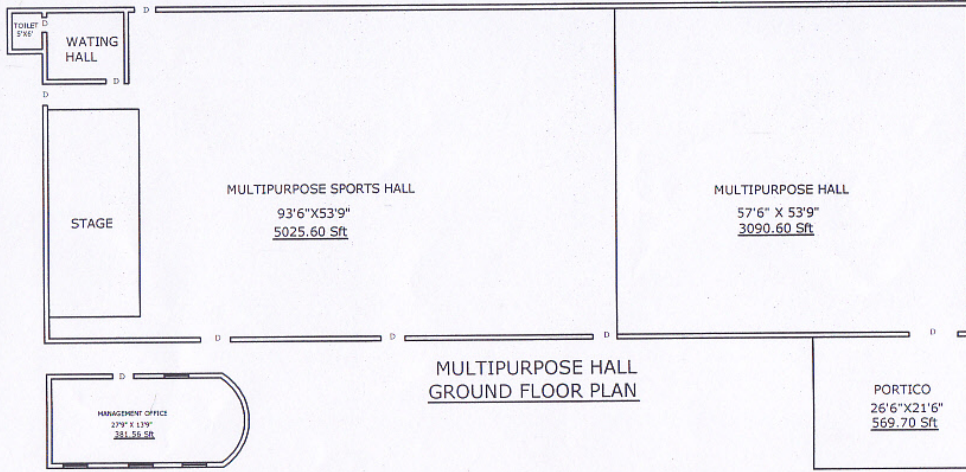 D
TOILET
5'X6'
D
WATING
HALL
D
D
STAGE
MULTIPURPOSE SPORTS HALL
93'6"X53'9"
5025.60 Sft
MULTIPURPOSE HALL
57'6" X 53'9"
3090.60 Sft
D
D
D
D
MULTIPURPOSE HALL
GROUND FLOOR PLAN
D
MANAGEMENT OFFICE
27'9" X 13'9"
381.56 Sft
PORTICO
26'6"X21'6"
569.70 Sft